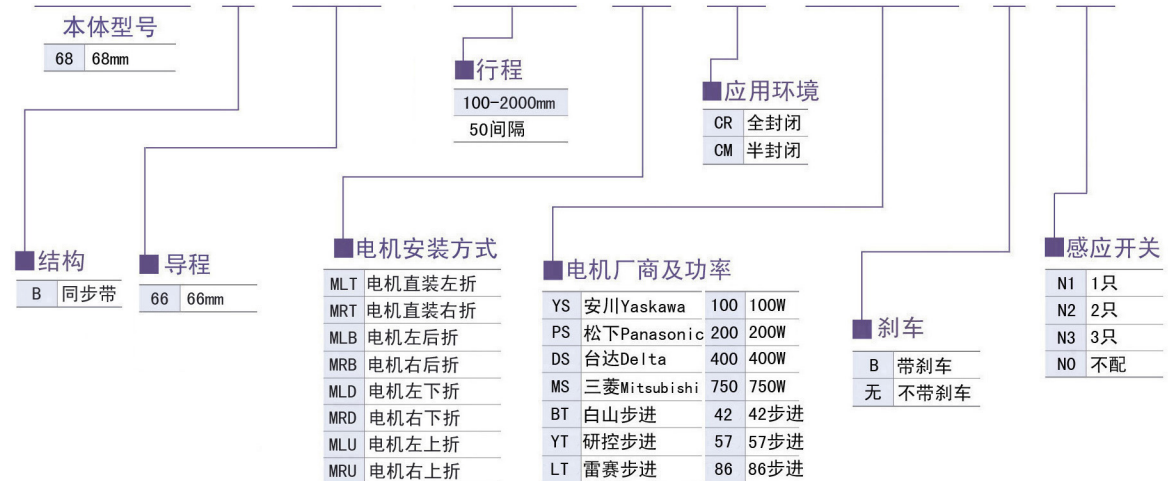 本体型号
68 68mm
■行程
100-2000mm
50间隔
■应用环境
CR 全封闭
CM 半封闭
■结构
B 同步带
■导程
66 66mm
■电机安装方式
MLT 电机直装左折
MRT 电机直装右折
MLB 电机左后折
MRB 电机右后折
MLD 电机左下折
MRD 电机右下折
MLU 电机左上折
MRU 电机右上折
■电机厂商及功率
YS 安川Yaskawa 100 100W
PS 松下Panasonic 200 200W
DS 台达Delta 400 400W
MS 三菱Mitsubishi 750 750W
BT 白山步进 42 42步进
YT 研控步进 57 57步进
LT 雷赛步进 86 86步进
■刹车
B 带刹车
无 不带刹车
■感应开关
N1 1只
N2 2只
N3 3只
N0 不配